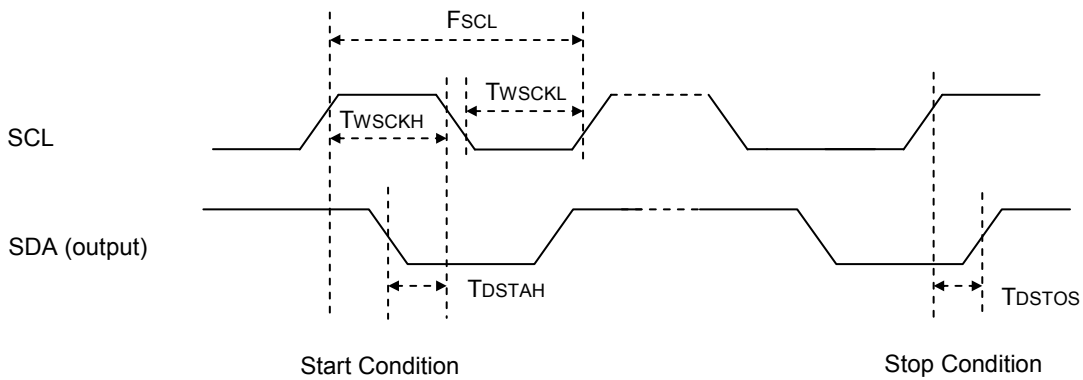 FSCL
TWSCKL
TWSCKH
SCL
SDA (output)
TDSTAH
TDSTOS
Start Condition
Stop Condition